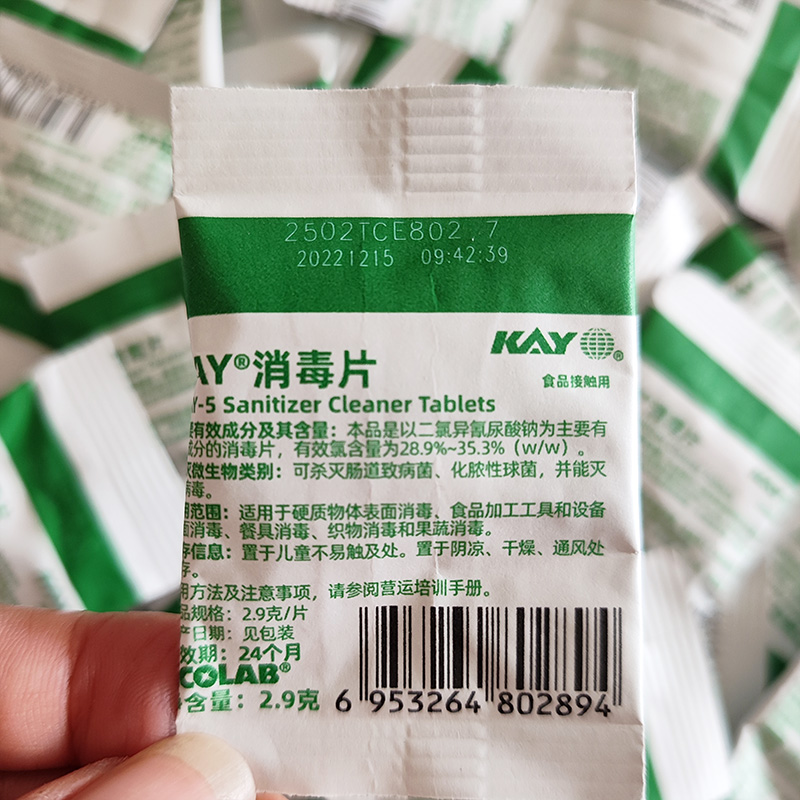 2502TCE802.7
20221215 09:42:39
KAY®
食品接触用
AY®消毒片
Y-5 Sanitizer Cleaner Tablets
要有效成分及其含量：本品是以二氯异氰尿酸钠为主要有
成分的消毒片，有效氯含量为28.9%~35.3%（w/w）。
灭微生物类别：可杀灭肠道致病菌、化脓性球菌，并能灭
病毒。
用范围：适用于硬质物体表面消毒、食品加工工具和设备
面消毒、餐具消毒、织物消毒和果蔬消毒。
存信息：置于儿童不易触及处。置于阴凉、干燥、通风处
存。
用方法及注意事项，请参阅营运培训手册。
品规格：2.9克/片
产日期：见包装
效期：24个月
COLAB®
含量：2.9克
6 953264 802894